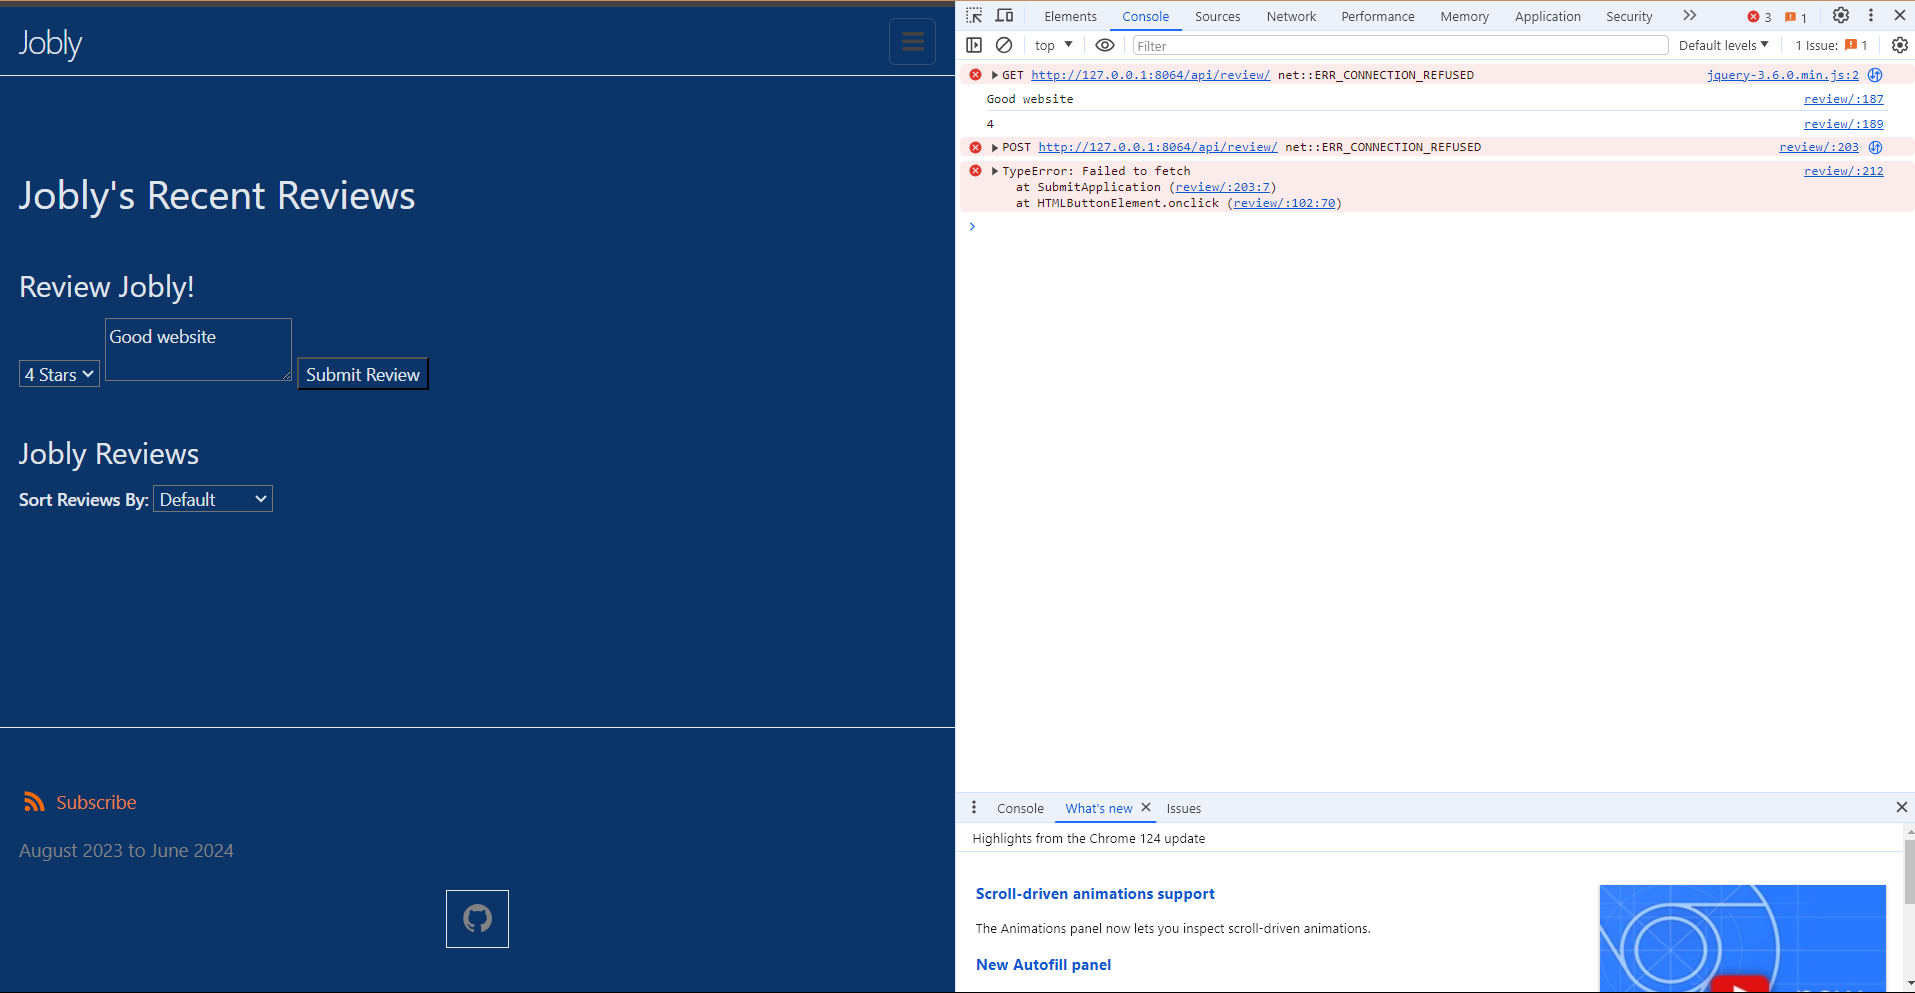 Jobly
Jobly's Recent Reviews
Review Jobly!
4 Stars
Good website
Submit Review
Jobly Reviews
Sort Reviews By: Default
Subscribe
August 2023 to June 2024
Elements Console Sources Network Performance Memory Application Security 3 1
top Filter Default levels 1 Issue: 1
GET http://127.0.0.1:8064/api/review/ net::ERR_CONNECTION_REFUSED jquery-3.6.0.min.js:2
Good website review/:187
4 review/:189
POST http://127.0.0.1:8064/api/review/ net::ERR_CONNECTION_REFUSED review/:203
TypeError: Failed to fetch review/:212
at SubmitApplication (review/:203:7)
at HTMLButtonElement.onclick (review/:102:70)
Console What's new Issues
Highlights from the Chrome 124 update
Scroll-driven animations support
The Animations panel now lets you inspect scroll-driven animations.
New Autofill panel